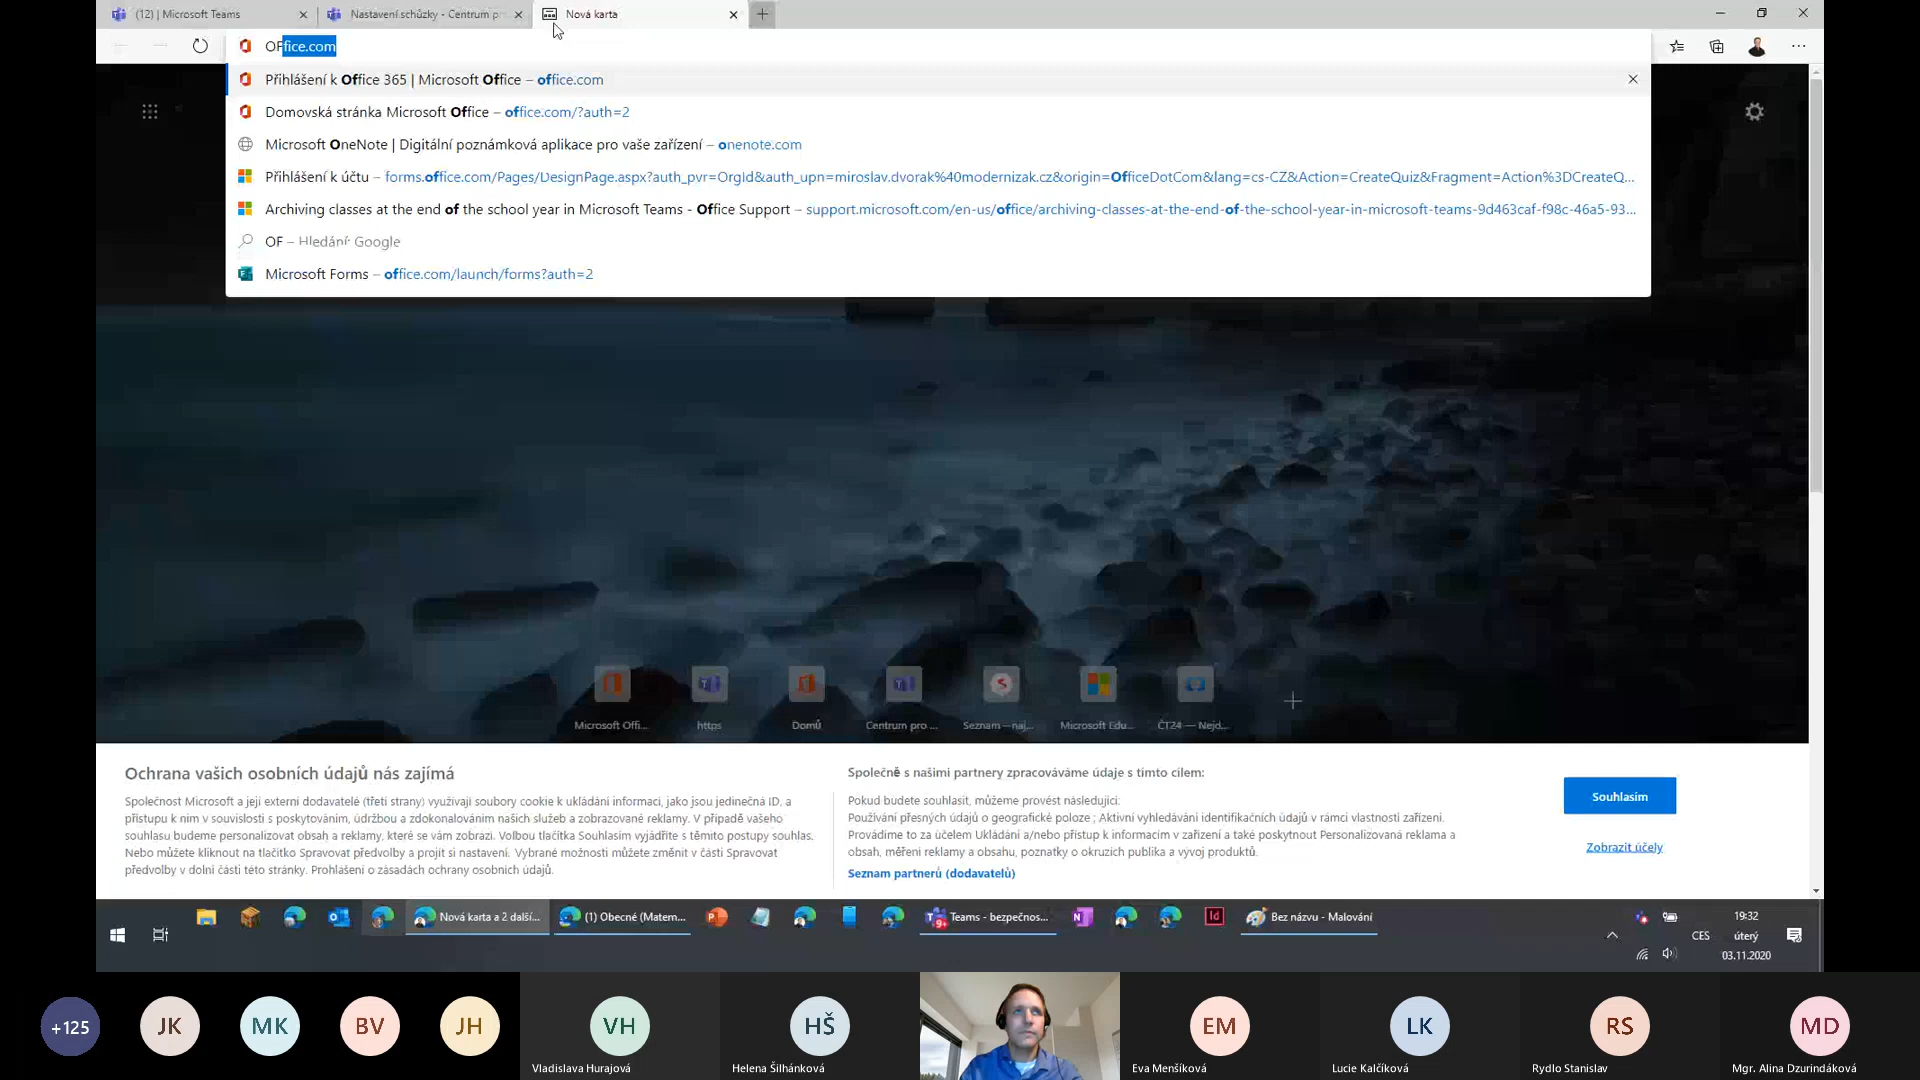 (12) | Microsoft Teams
Nastavení schůzky - Centrum pr
Nová karta
OFfice.com
Přihlášení k Office 365 | Microsoft Office – office.com
Domovská stránka Microsoft Office – office.com/?auth=2
Microsoft OneNote | Digitální poznámková aplikace pro vaše zařízení – onenote.com
Přihlášení k účtu – forms.office.com/Pages/DesignPage.aspx?auth_pvr=OrgId&auth_upn=miroslav.dvorak%40modernizak.cz&origin=OfficeDotCom&lang=cs-CZ&Action=CreateQuiz&Fragment=Action%3DCreateQ...
Archiving classes at the end of the school year in Microsoft Teams - Office Support – support.microsoft.com/en-us/office/archiving-classes-at-the-end-of-the-school-year-in-microsoft-teams-9d463caf-f98c-46a5-93...
OF – Hledání: Google
Microsoft Forms – office.com/launch/forms?auth=2
Microsoft Offi...
https
Domů
Centrum pro ...
Seznam – naj...
Microsoft Edu...
ČT24 — Nejd...
Ochrana vašich osobních údajů nás zajímá
Společnost Microsoft a její externí dodavatelé (třetí strany) využívají soubory cookie k ukládání informací, jako jsou jedinečná ID, a
přístupu k nim v souvislosti s poskytováním, údržbou a zdokonalováním našich služeb a zobrazované reklamy. V případě vašeho
souhlasu budeme personalizovat obsah a reklamy, které se vám zobrazí. Volbou tlačítka Souhlasím vyjádříte s těmito postupy souhlas.
Nebo můžete kliknout na tlačítko Spravovat předvolby a projít si nastavení. Vybrané možnosti můžete změnit v části Spravovat
předvolby v dolní části této stránky. Prohlášení o zásadách ochrany osobních údajů.
Společně s našimi partnery zpracováváme údaje s tímto cílem:
Pokud budete souhlasit, můžeme provést následující:
Používání přesných údajů o geografické poloze ; Aktivní vyhledávání identifikačních údajů v rámci vlastností zařízení.
Provádíme to za účelem Ukládání a/nebo přístup k informacím v zařízení a také poskytnout Personalizovaná reklama a
obsah, měření reklamy a obsahu, poznatky o okruzích publika a vývoj produktů.
Seznam partnerů (dodavatelů)
Souhlasím
Zobrazit účely
Nová karta a 2 další...
(1) Obecné (Matem...
Teams - bezpečnos...
Bez názvu - Malování
CES
19:32
úterý
03.11.2020
+125
JK
MK
BV
JH
VH
HŠ
EM
LK
RS
MD
Vladislava Hurajová
Helena Šilhánková
Eva Menšíková
Lucie Kalčíková
Rydlo Stanislav
Mgr. Alina Dzurindáková